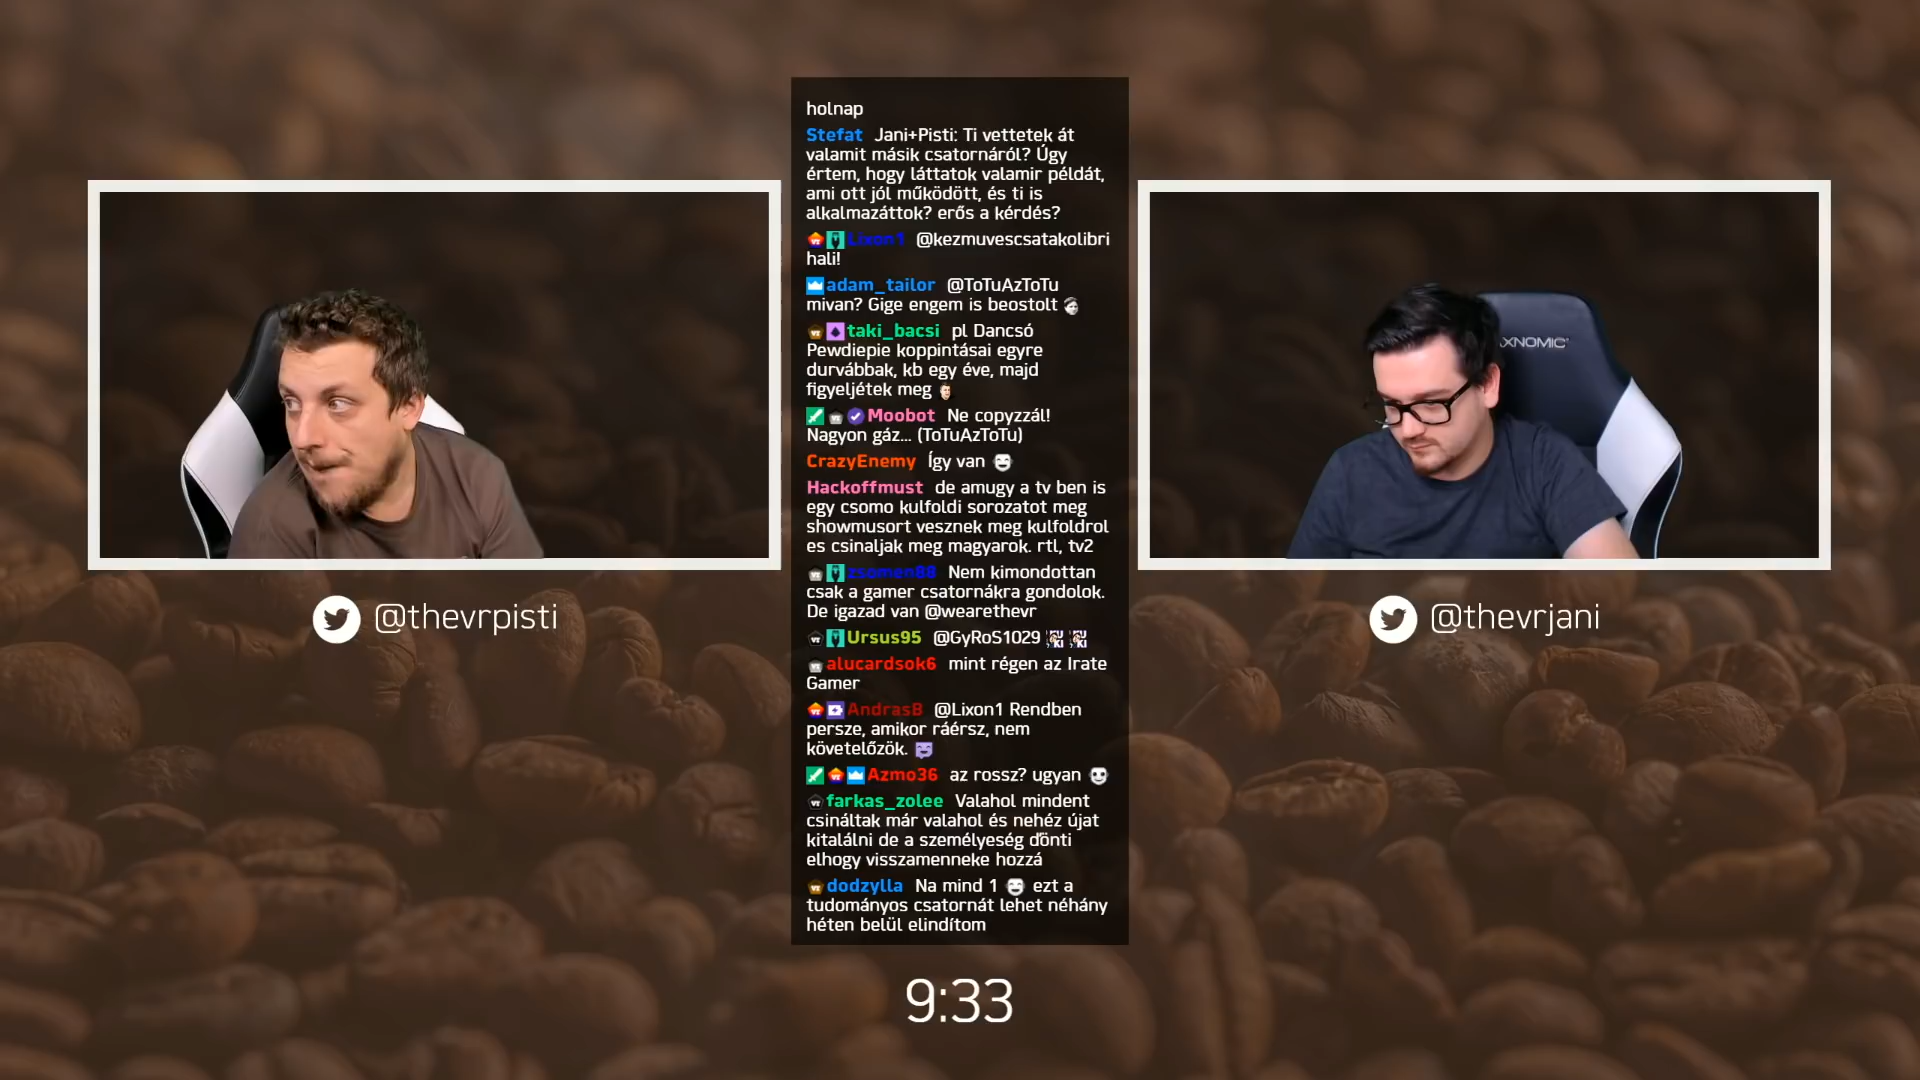 holnap
Stefat Jani+Pisti: Ti vettetek át
valamit másik csatornáról? Úgy
értem, hogy láttatok valamir példát,
ami ott jól működött, és ti is
alkalmazáttok? erős a kérdés?
Lixon1 @kezmuvescsatakolibri
hali!
adam_tailor @ToTuAzToTu
mivan? Gige engem is beostolt
taki_bacsi pl Dancsó
Pewdiepie koppintásai egyre
durvábbak, kb egy éve, majd
figyeljétek meg
Moobot Ne copyzzál!
Nagyon gáz... (ToTuAzToTu)
CrazyEnemy Így van
Hackoffmust de amugy a tv ben is
egy csomo kulfoldi sorozatot meg
showmusort vesznek meg kulfoldrol
es csinaljak meg magyarok. rtl, tv2
zsomen88 Nem kimondottan
csak a gamer csatornákra gondolok.
De igazad van @wearethevr
Ursus95 @GyRoS1029
alucardsok6 mint régen az Irate
Gamer
AndrasB @Lixon1 Rendben
persze, amikor ráérsz, nem
követelőzök.
Azmo36 az rossz? ugyan
farkas_zolee Valahol mindent
csináltak már valahol és nehéz újat
kitalálni de a személyeség dönti
elhogy visszamenneke hozzá
dodzylla Na mind 1 ezt a
tudományos csatornát lehet néhány
héten belül elindítom
@thevrpisti
AXNOMIC
@thevrjani
9:33